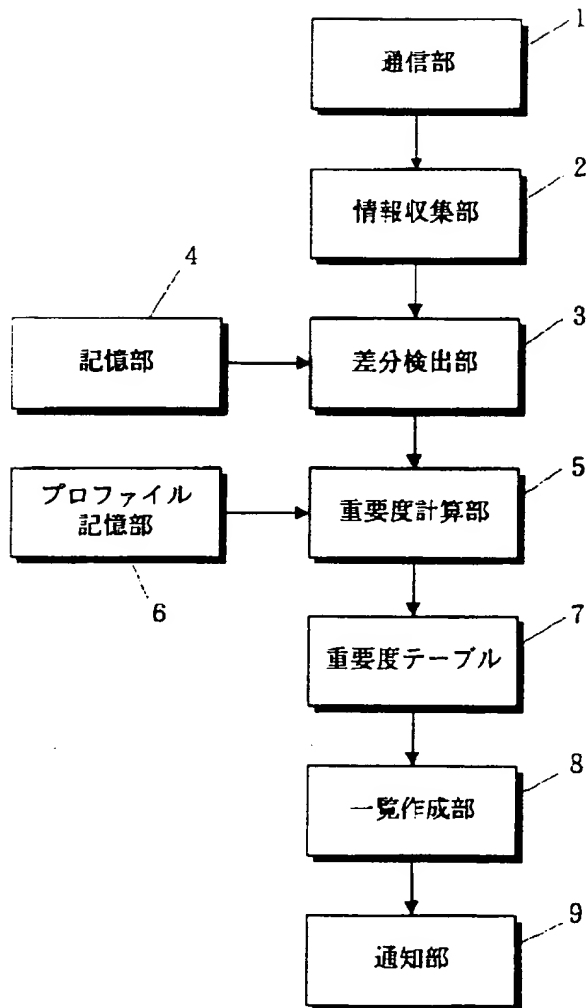 1
通信部
2
情報収集部
4
3
記憶部
差分検出部
5
プロファイル
記憶部
重要度計算部
6
7
重要度テーブル
8
一覧作成部
9
通知部